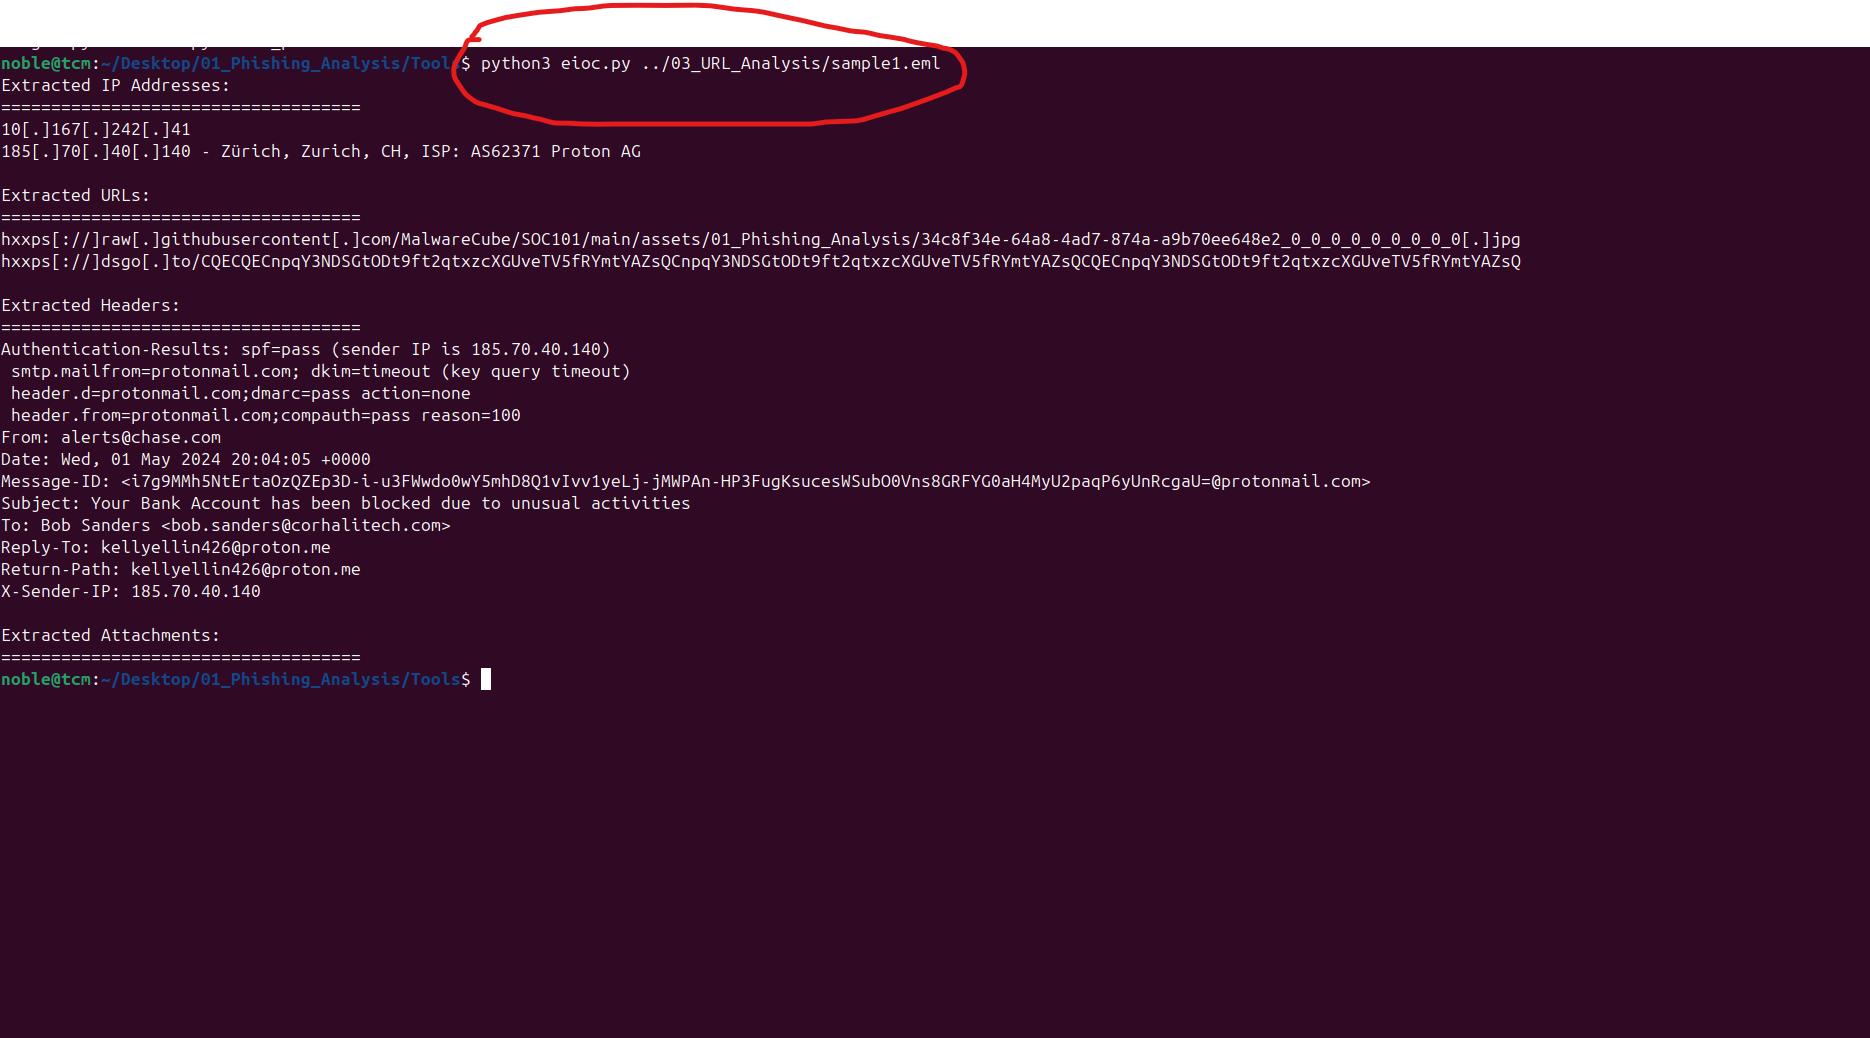 noble@tcm:~/Desktop/01_Phishing_Analysis/Tools$ python3 eioc.py ../03_URL_Analysis/sample1.eml
Extracted IP Addresses:
====================================
10[.]167[.]242[.]41
185[.]70[.]40[.]140 - Zürich, Zurich, CH, ISP: AS62371 Proton AG
Extracted URLs:
====================================
hxxps[://]raw[.]githubusercontent[.]com/MalwareCube/SOC101/main/assets/01_Phishing_Analysis/34c8f34e-64a8-4ad7-874a-a9b70ee648e2_0_0_0_0_0_0_0_0_0[.]jpg
hxxps[://]dsgo[.]to/CQECQECnpqY3NDSGtODt9ft2qtxzcXGUveTV5fRYmtYAZsQCnpqY3NDSGtODt9ft2qtxzcXGUveTV5fRYmtYAZsQCQECnpqY3NDSGtODt9ft2qtxzcXGUveTV5fRYmtYAZsQ
Extracted Headers:
====================================
Authentication-Results: spf=pass (sender IP is 185.70.40.140)
smtp.mailfrom=protonmail.com; dkim=timeout (key query timeout)
header.d=protonmail.com;dmarc=pass action=none
header.from=protonmail.com;compauth=pass reason=100
From: alerts@chase.com
Date: Wed, 01 May 2024 20:04:05 +0000
Message-ID: <i7g9MMh5NtErtaOzQZEp3D-i-u3FWwdo0wY5mhD8Q1vIvv1yeLj-jMWPAn-HP3FugKsucesWSubO0Vns8GRFYG0aH4MyU2paqP6yUnRcgaU=@protonmail.com>
Subject: Your Bank Account has been blocked due to unusual activities
To: Bob Sanders <bob.sanders@corhalitech.com>
Reply-To: kellyellin426@proton.me
Return-Path: kellyellin426@proton.me
X-Sender-IP: 185.70.40.140
Extracted Attachments:
====================================
noble@tcm:~/Desktop/01_Phishing_Analysis/Tools$